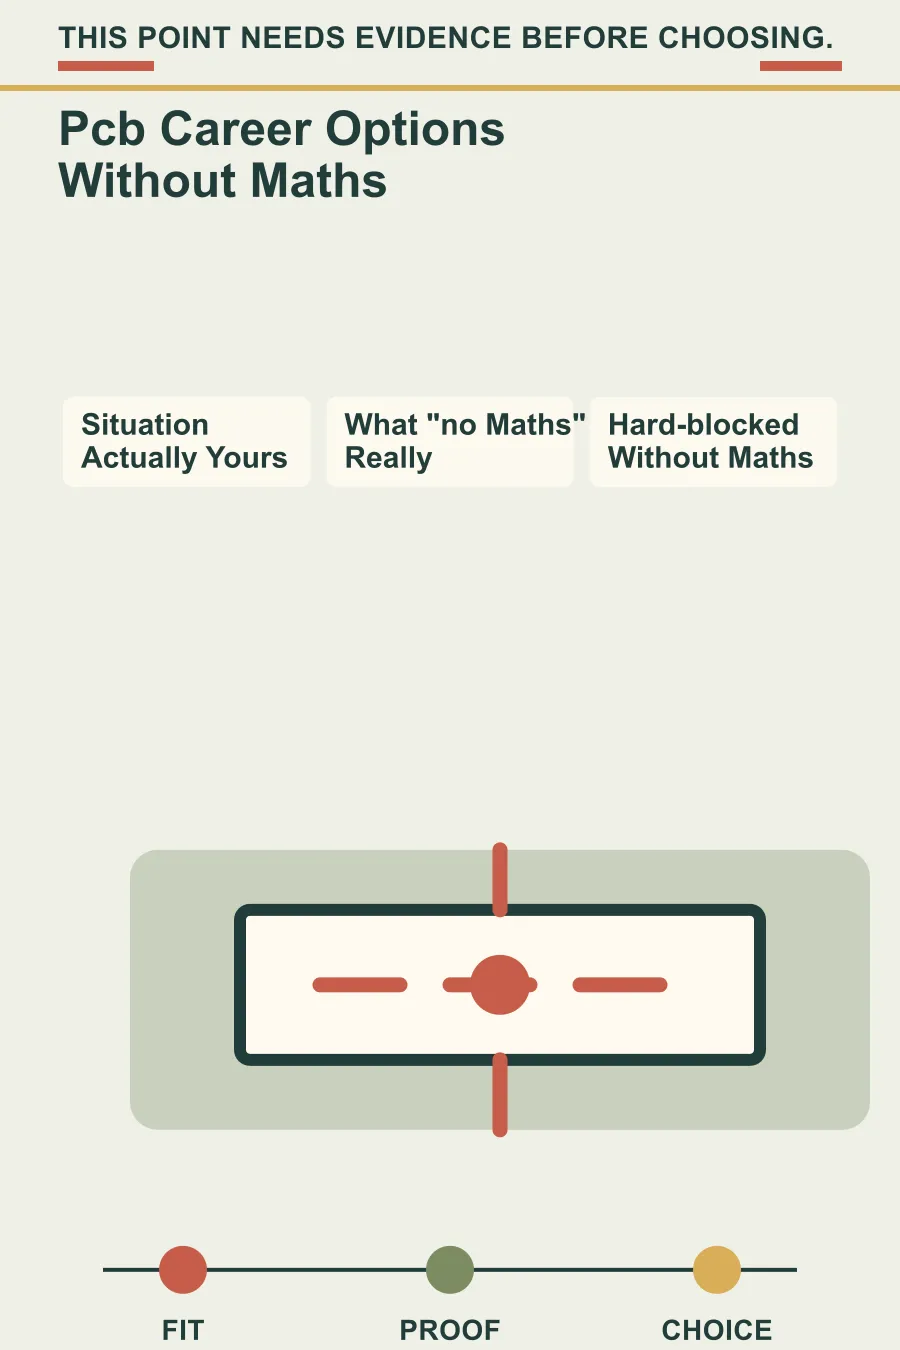 THIS POINT NEEDS EVIDENCE BEFORE CHOOSING.
Pcb Career Options
Without Maths
Situation
Actually Yours
What "no Maths"
Really
Hard-blocked
Without Maths
FIT
PROOF
CHOICE